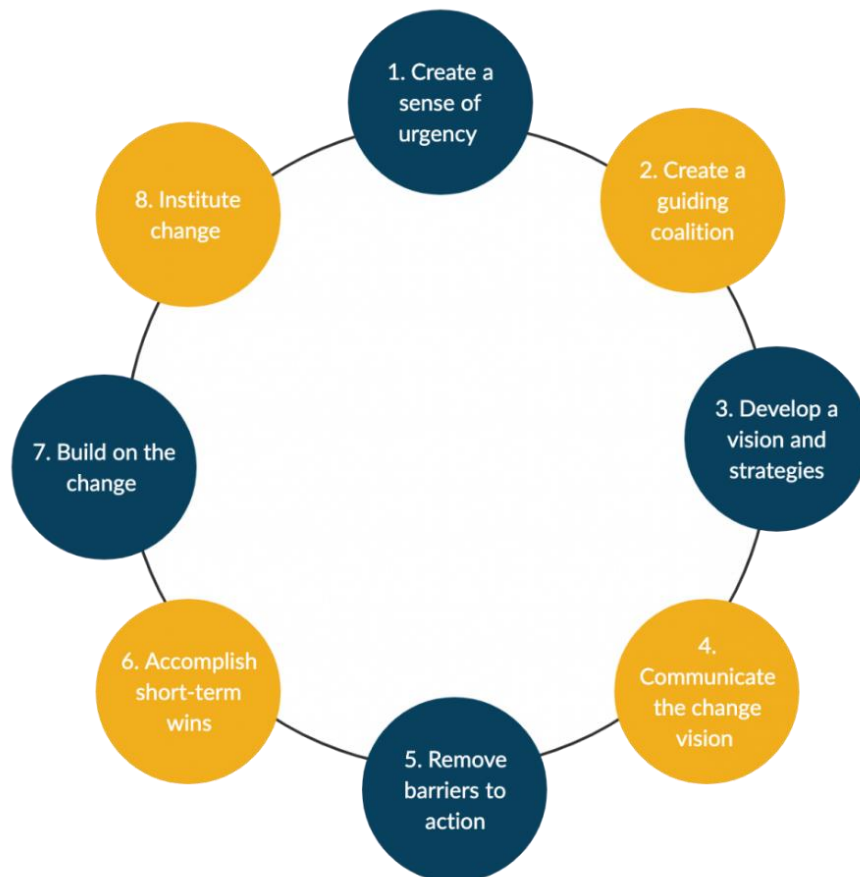 1. Create a
sense of
urgency
2. Create a
guiding
coalition
3. Develop a
vision and
strategies
4.
Communicate
the change
vision
5. Remove
barriers to
action
6. Accomplish
short-term
wins
7. Build on the
change
8. Institute
change